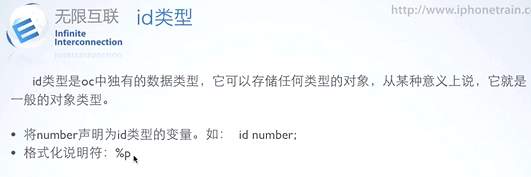 无限互联 id类型
http://www.iphonetrain.c
Infinite
Interconnection
id类型是oc中独有的数据类型，它可以存储任何类型的对象，从某种意义上说，它就是
一般的对象类型。
• 将number声明为id类型的变量。如： id number;
• 格式化说明符：%p